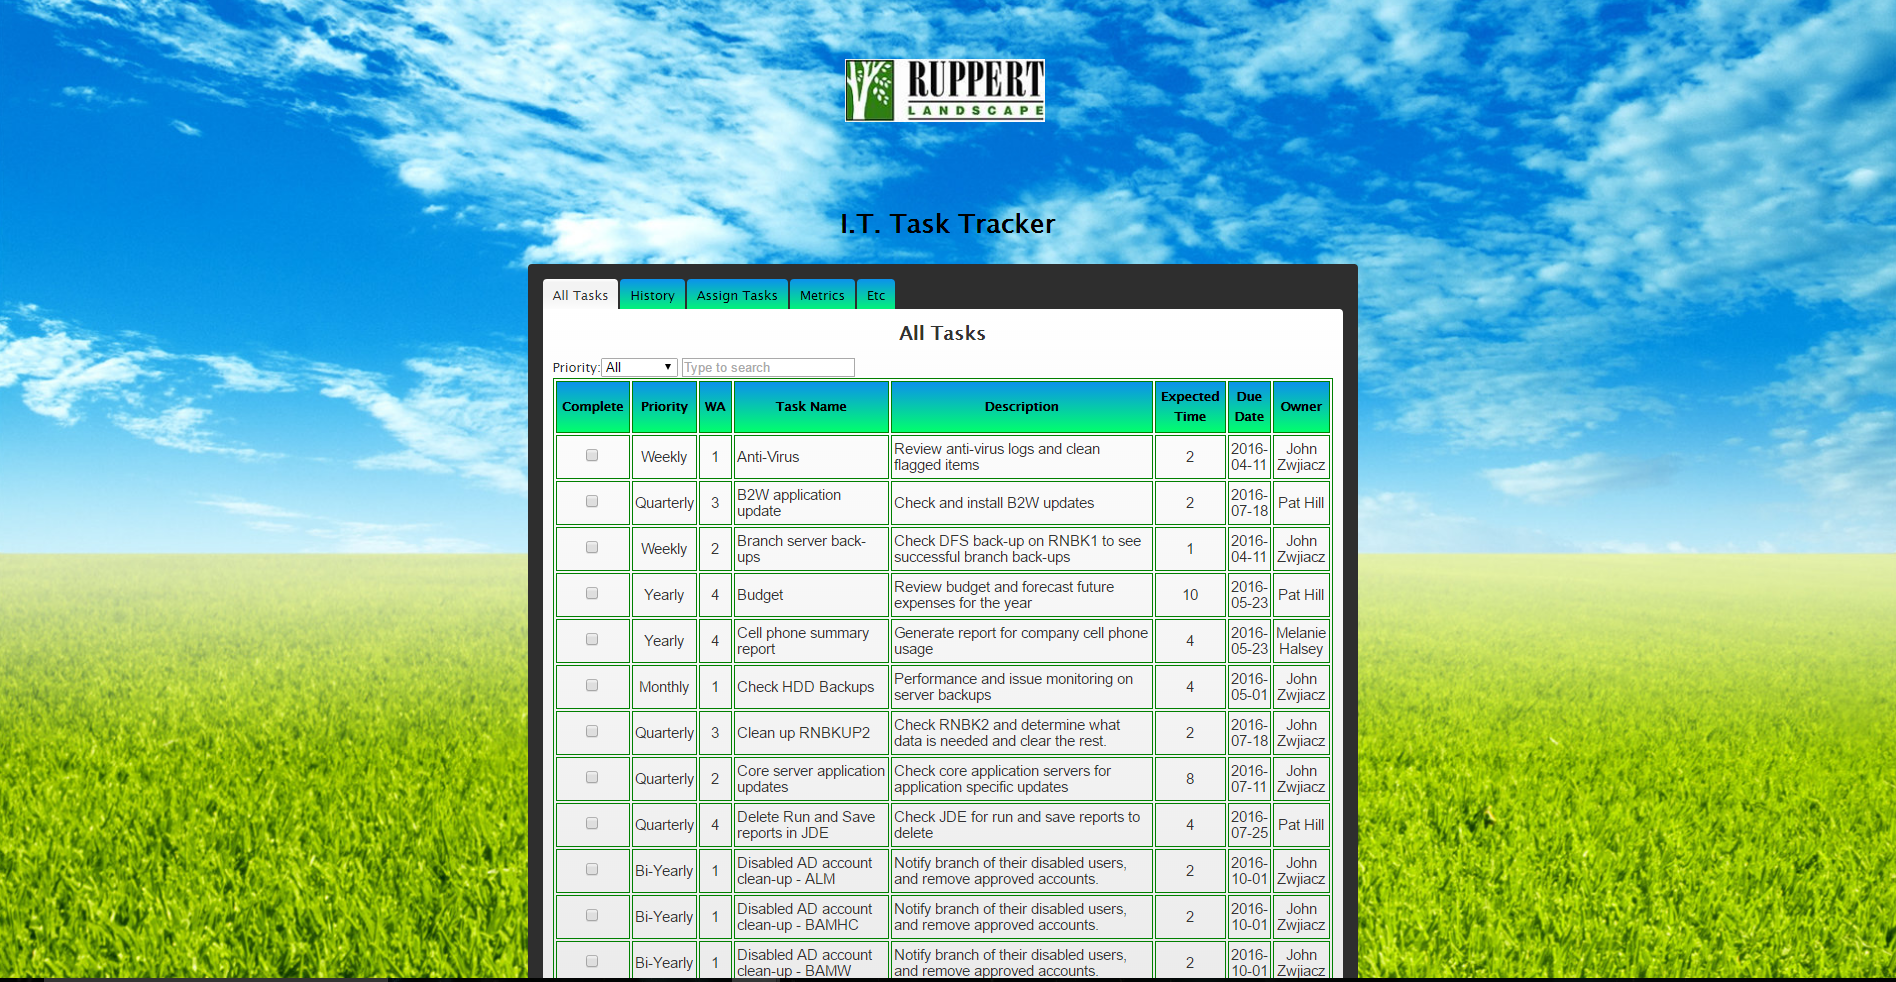 RUPPERT
LANDSCAPE
I.T. Task Tracker
All Tasks History Assign Tasks Metrics Etc
All Tasks
Priority: All Type to search
Complete Priority WA Task Name Description Expected Time Due Date Owner
Weekly 1 Anti-Virus Review anti-virus logs and clean flagged items 2 2016-04-11 John Zwjiacz
Quarterly 3 B2W application update Check and install B2W updates 2 2016-07-18 Pat Hill
Weekly 2 Branch server back-ups Check DFS back-up on RNBK1 to see successful branch back-ups 1 2016-04-11 John Zwjiacz
Yearly 4 Budget Review budget and forecast future expenses for the year 10 2016-05-23 Pat Hill
Yearly 4 Cell phone summary report Generate report for company cell phone usage 4 2016-05-23 Melanie Halsey
Monthly 1 Check HDD Backups Performance and issue monitoring on server backups 4 2016-05-01 John Zwjiacz
Quarterly 3 Clean up RNBKUP2 Check RNBK2 and determine what data is needed and clear the rest. 2 2016-07-18 John Zwjiacz
Quarterly 2 Core server application updates Check core application servers for application specific updates 8 2016-07-11 John Zwjiacz
Quarterly 4 Delete Run and Save reports in JDE Check JDE for run and save reports to delete 4 2016-07-25 Pat Hill
Bi-Yearly 1 Disabled AD account clean-up - ALM Notify branch of their disabled users, and remove approved accounts. 2 2016-10-01 John Zwjiacz
Bi-Yearly 1 Disabled AD account clean-up - BAMHC Notify branch of their disabled users, and remove approved accounts. 2 2016-10-01 John Zwjiacz
Bi-Yearly 1 Disabled AD account clean-up - BAMW Notify branch of their disabled users, and remove approved accounts. 2 2016-10-01 John Zwjiacz